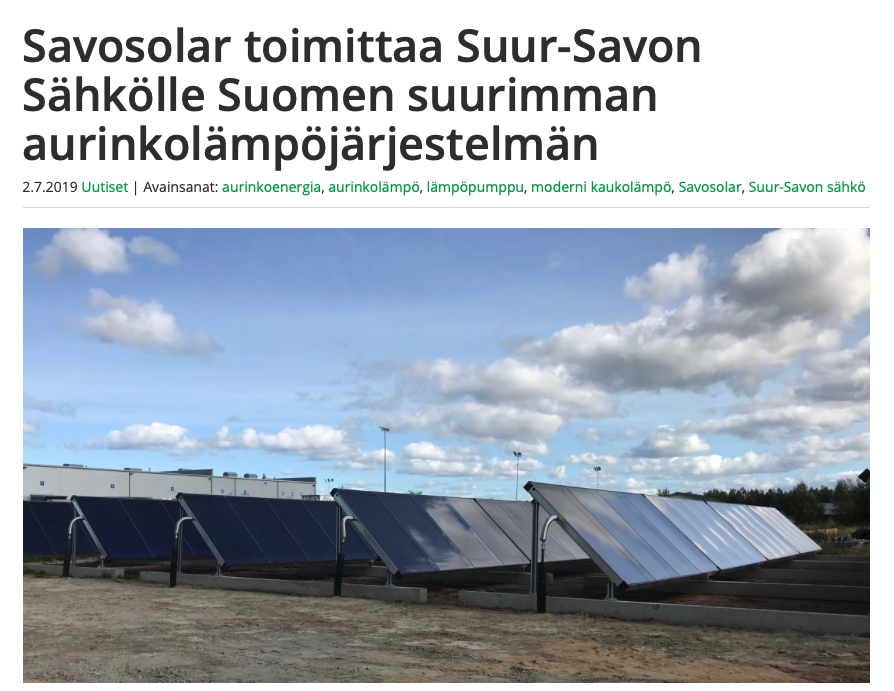 Savosolar toimittaa Suur-Savon
Sähkölle Suomen suurimman
aurinkolämpöjärjestelmän
2.7.2019 Uutiset | Avainsanat: aurinkoenergia, aurinkolämpö, lämpöpumppu, moderni kaukolämpö, Savosolar, Suur-Savon sähkö